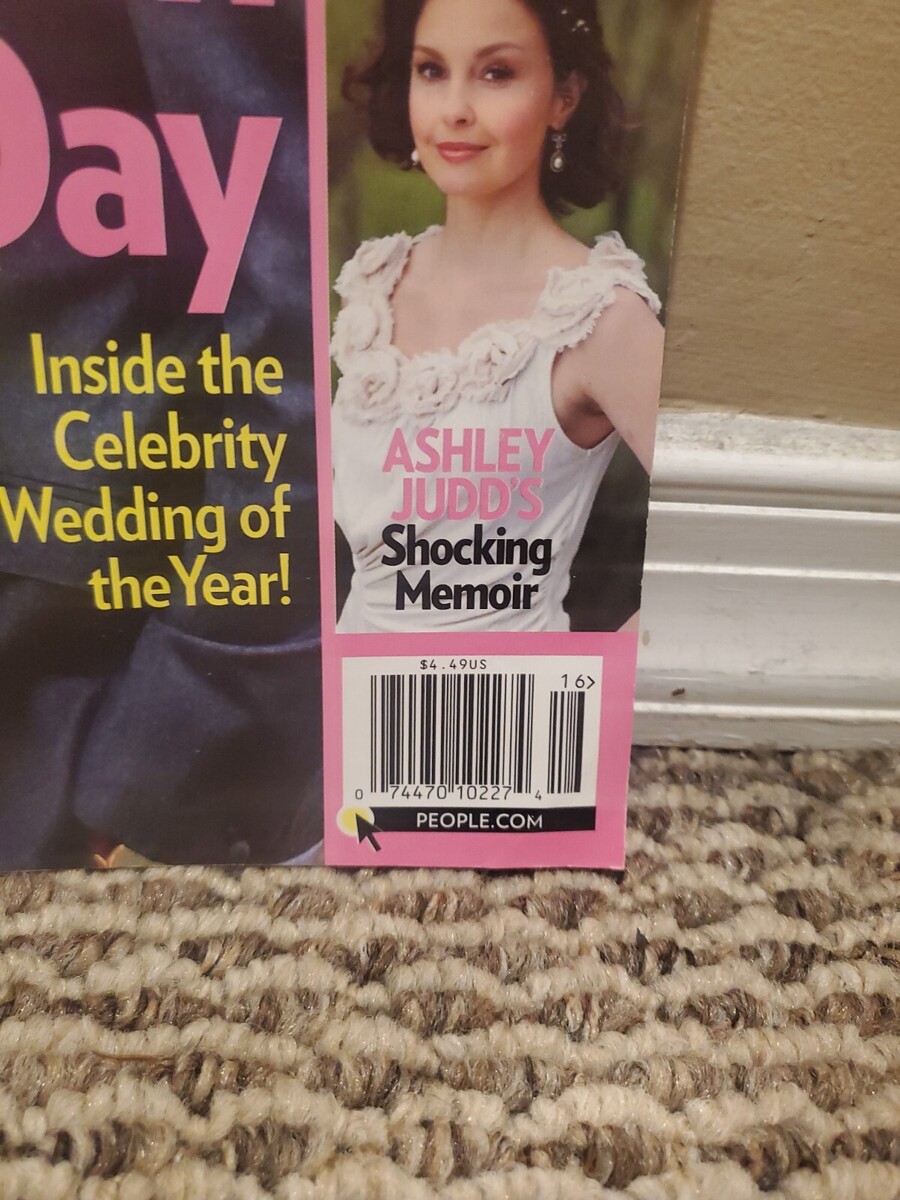 Day
Inside the
Celebrity
Wedding of
the Year!
ASHLEY
JUDD'S
Shocking
Memoir
$4.49US
16>
0 74470 10227 4
PEOPLE.COM